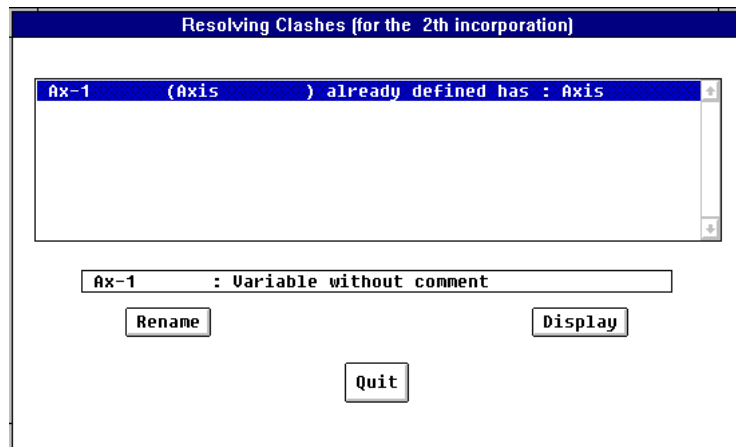 Resolving Clashes (for the 2th incorporation)
Ax-1 (Axis ) already defined has : Axis
Ax-1 : Variable without comment
Rename Display
Quit